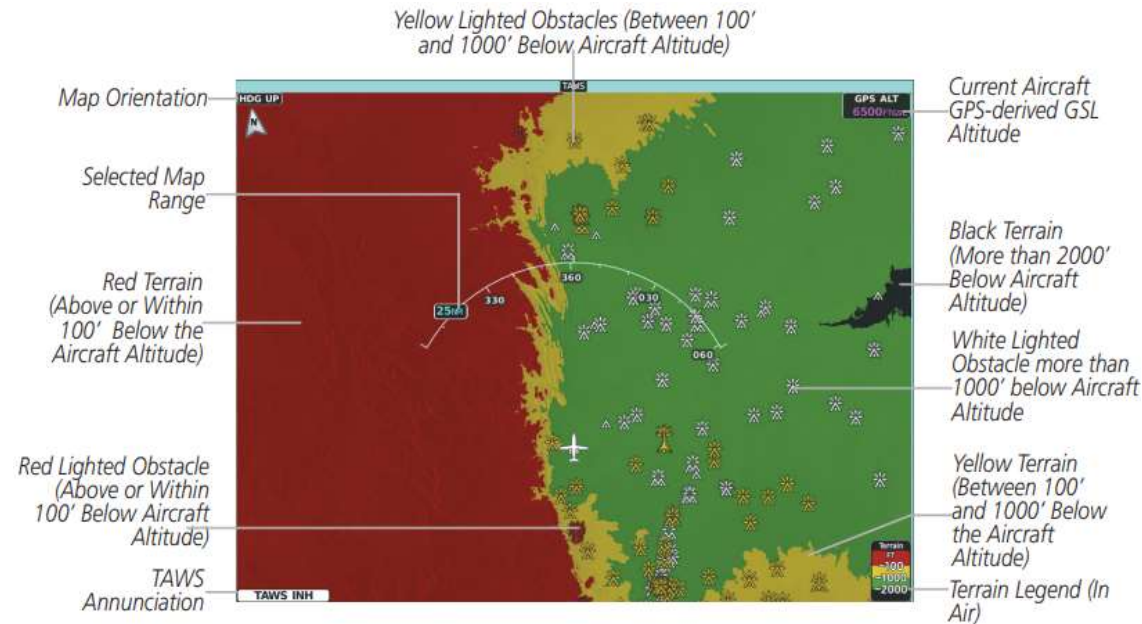 Yellow Lighted Obstacles (Between 100'
and 1000' Below Aircraft Altitude)
Map Orientation
Selected Map
Range
Red Terrain
(Above or Within
100' Below the
Aircraft Altitude)
Red Lighted Obstacle
(Above or Within
100' Below Aircraft
Altitude)
TAWS
Annunciation
TAWS
HDG UP
N
GPS ALT
6500
360
330
030
25NM
060
Terrain
FT
-100
-1000
-2000
TAWS INH
Current Aircraft
GPS-derived GSL
Altitude
Black Terrain
(More than 2000'
Below Aircraft
Altitude)
White Lighted
Obstacle more than
1000' below Aircraft
Altitude
Yellow Terrain
(Between 100'
and 1000' Below
the Aircraft
Altitude)
Terrain Legend (In
Air)